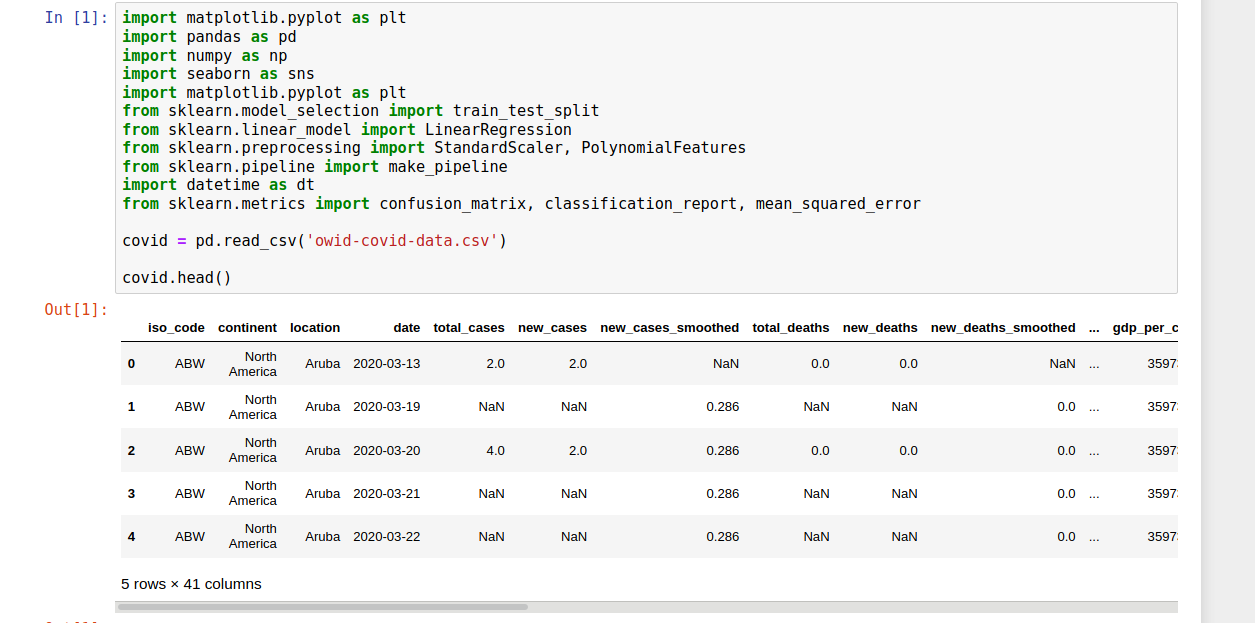 In [1]:
import matplotlib.pyplot as plt
import pandas as pd
import numpy as np
import seaborn as sns
import matplotlib.pyplot as plt
from sklearn.model_selection import train_test_split
from sklearn.linear_model import LinearRegression
from sklearn.preprocessing import StandardScaler, PolynomialFeatures
from sklearn.pipeline import make_pipeline
import datetime as dt
from sklearn.metrics import confusion_matrix, classification_report, mean_squared_error
covid = pd.read_csv('owid-covid-data.csv')
covid.head()
Out[1]:
iso_code continent location date total_cases new_cases new_cases_smoothed total_deaths new_deaths new_deaths_smoothed ... gdp_per_c
0 ABW North America Aruba 2020-03-13 2.0 2.0 NaN 0.0 0.0 NaN ... 3597
1 ABW North America Aruba 2020-03-19 NaN NaN 0.286 NaN NaN 0.0 ... 3597
2 ABW North America Aruba 2020-03-20 4.0 2.0 0.286 0.0 0.0 0.0 ... 3597
3 ABW North America Aruba 2020-03-21 NaN NaN 0.286 NaN NaN 0.0 ... 3597
4 ABW North America Aruba 2020-03-22 NaN NaN 0.286 NaN NaN 0.0 ... 3597
5 rows × 41 columns